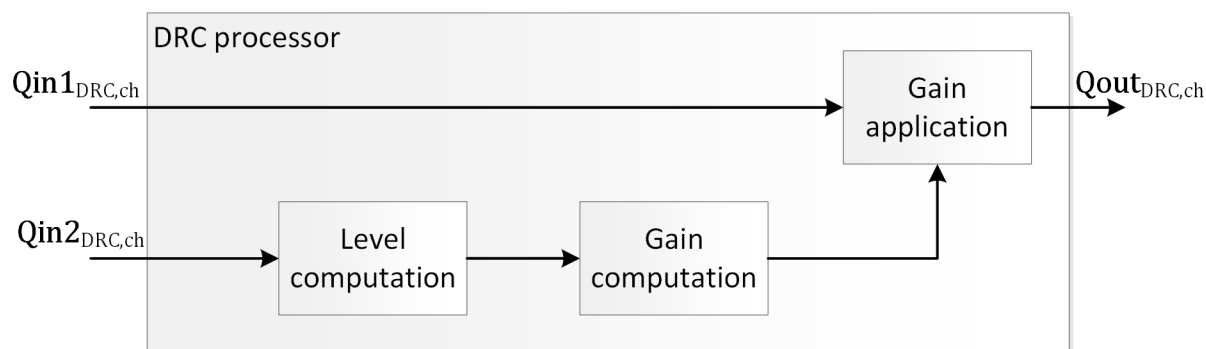 DRC processor
Qin1DRC,ch
Gain
application
QoutDRC,ch
Qin2DRC,ch
Level
computation
Gain
computation